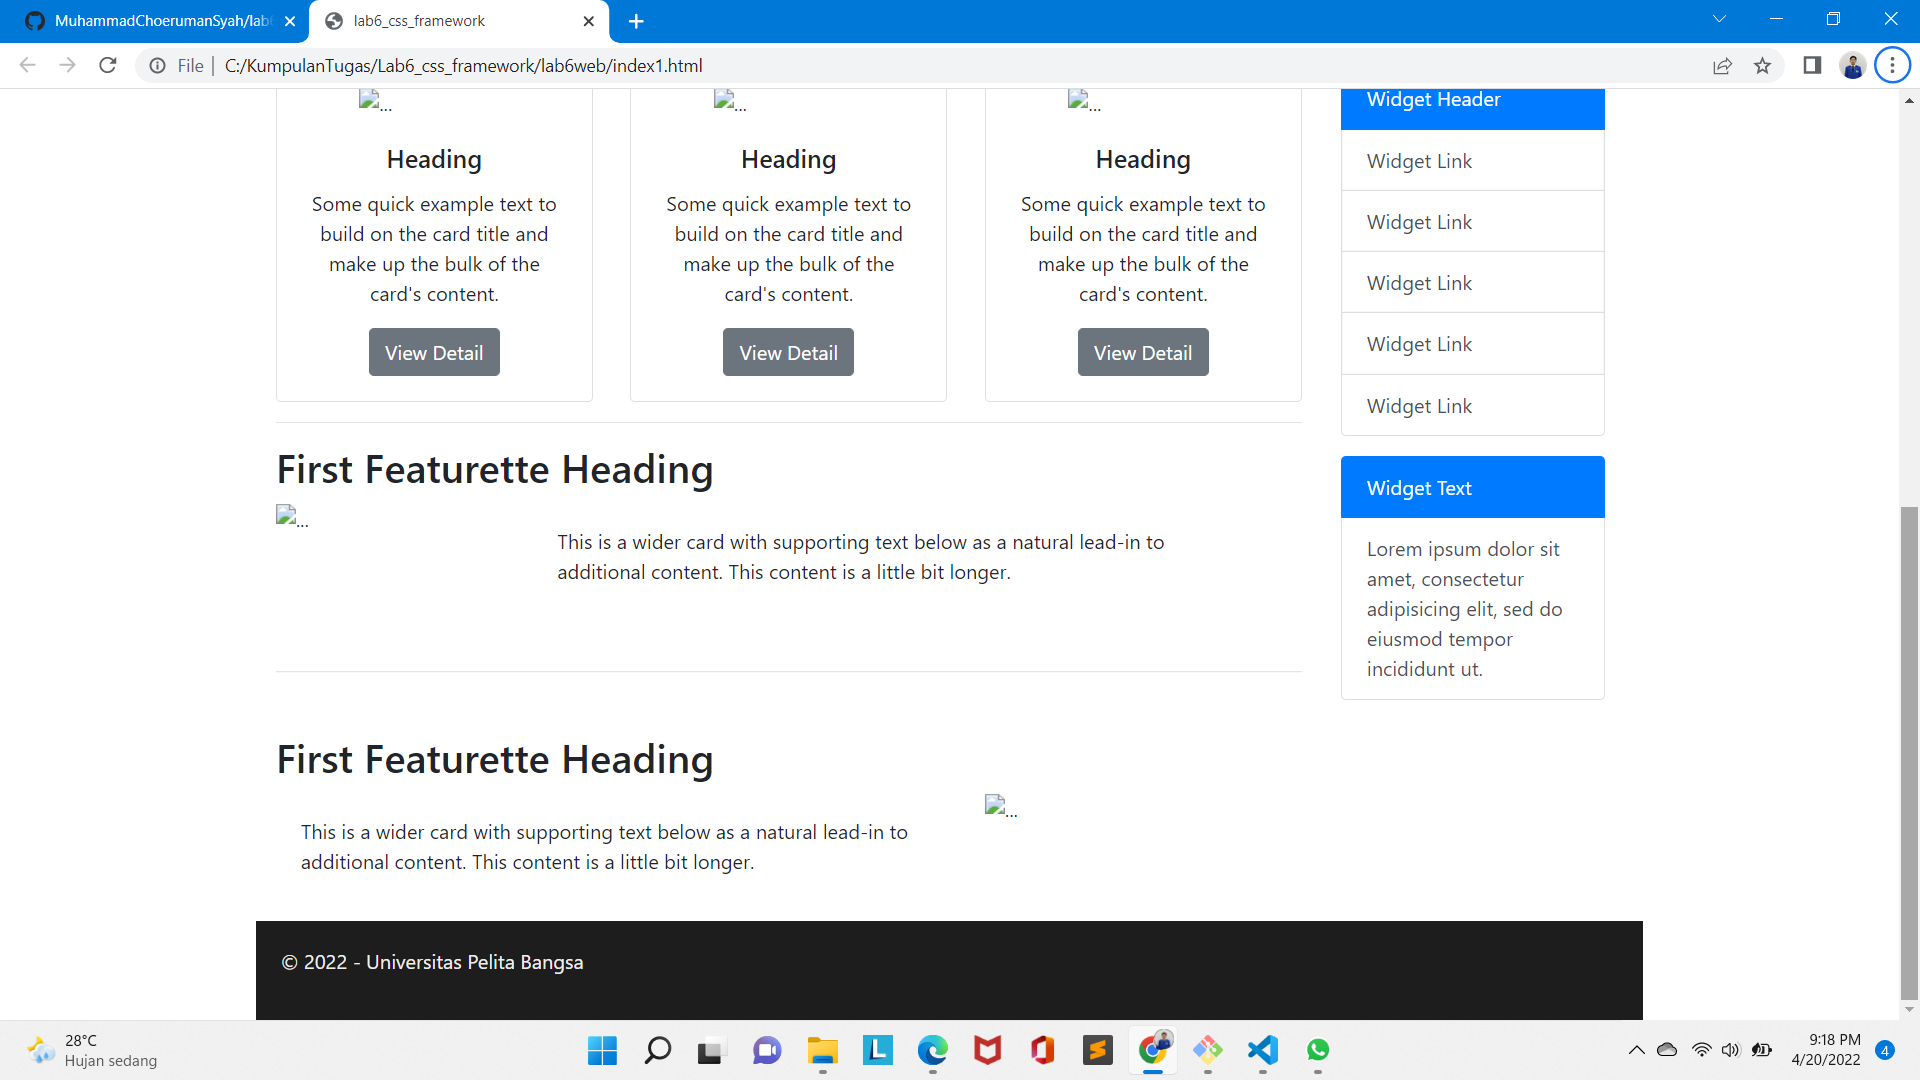 MuhammadChoerumanSyah/lab6
lab6_css_framework
File | C:/KumpulanTugas/Lab6_css_framework/lab6web/index1.html
...
Heading
Some quick example text to
build on the card title and
make up the bulk of the
card's content.
View Detail
...
Heading
Some quick example text to
build on the card title and
make up the bulk of the
card's content.
View Detail
...
Heading
Some quick example text to
build on the card title and
make up the bulk of the
card's content.
View Detail
Widget Header
Widget Link
Widget Link
Widget Link
Widget Link
Widget Link
First Featurette Heading
...
This is a wider card with supporting text below as a natural lead-in to
additional content. This content is a little bit longer.
Widget Text
Lorem ipsum dolor sit
amet, consectetur
adipisicing elit, sed do
eiusmod tempor
incididunt ut.
First Featurette Heading
This is a wider card with supporting text below as a natural lead-in to
additional content. This content is a little bit longer.
...
© 2022 - Universitas Pelita Bangsa
28°C
Hujan sedang
9:18 PM
4/20/2022
4